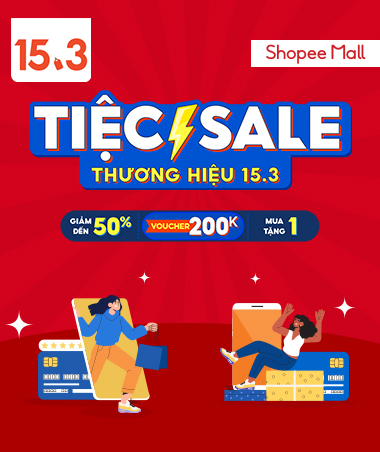 15.3
Shopee Mall
TIỆC SALE
THƯƠNG HIỆU 15.3
GIẢM ĐẾN 50%
VOUCHER 200K
MUA TẶNG 1